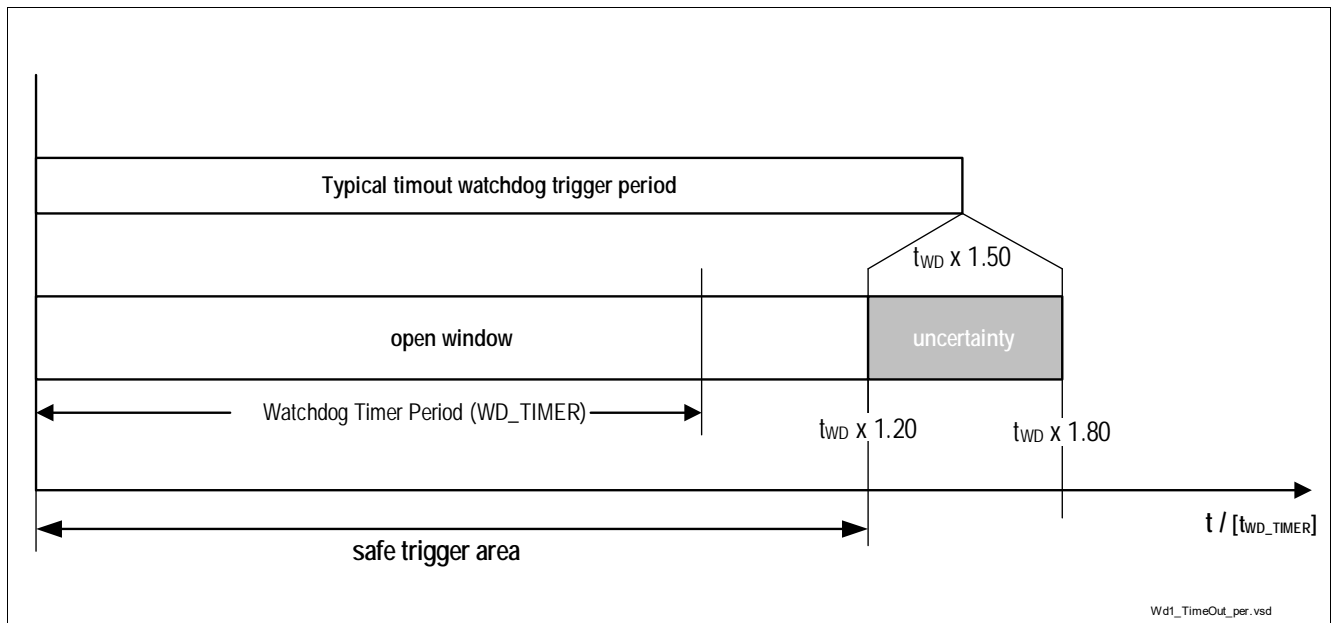 Typical timout watchdog trigger period
tWD x 1.50
open window
uncertainty
Watchdog Timer Period (WD_TIMER)
tWD x 1.20
tWD x 1.80
t / [tWD_TIMER]
safe trigger area
Wd1_TimeOut_per.vsd